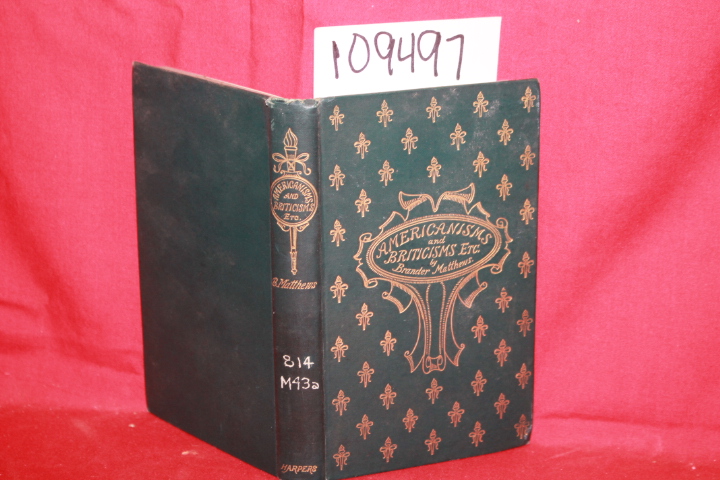 109497
AMERICANISMS
AND
BRITICISMS
ETC.
B. Matthews
814
M43a
HARPERS
AMERICANISMS
and
BRITICISMS ETC.
by
Brander Matthews.